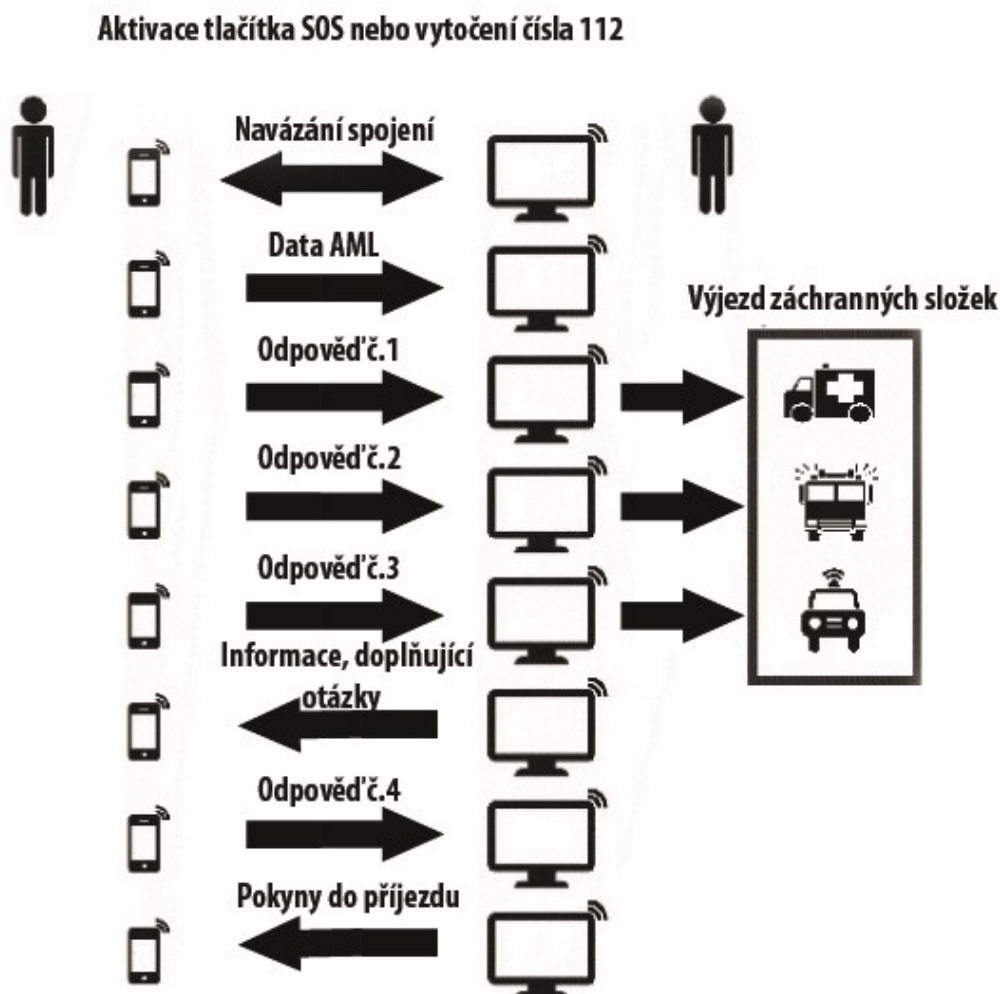 Aktivace tlačítka SOS nebo vytočení čísla 112
Navázání spojení
Data AML
Výjezd záchranných složek
Odpověď č.1
Odpověď č.2
Odpověď č.3
Informace, doplňující
otázky
Odpověď č.4
Pokyny do příjezdu